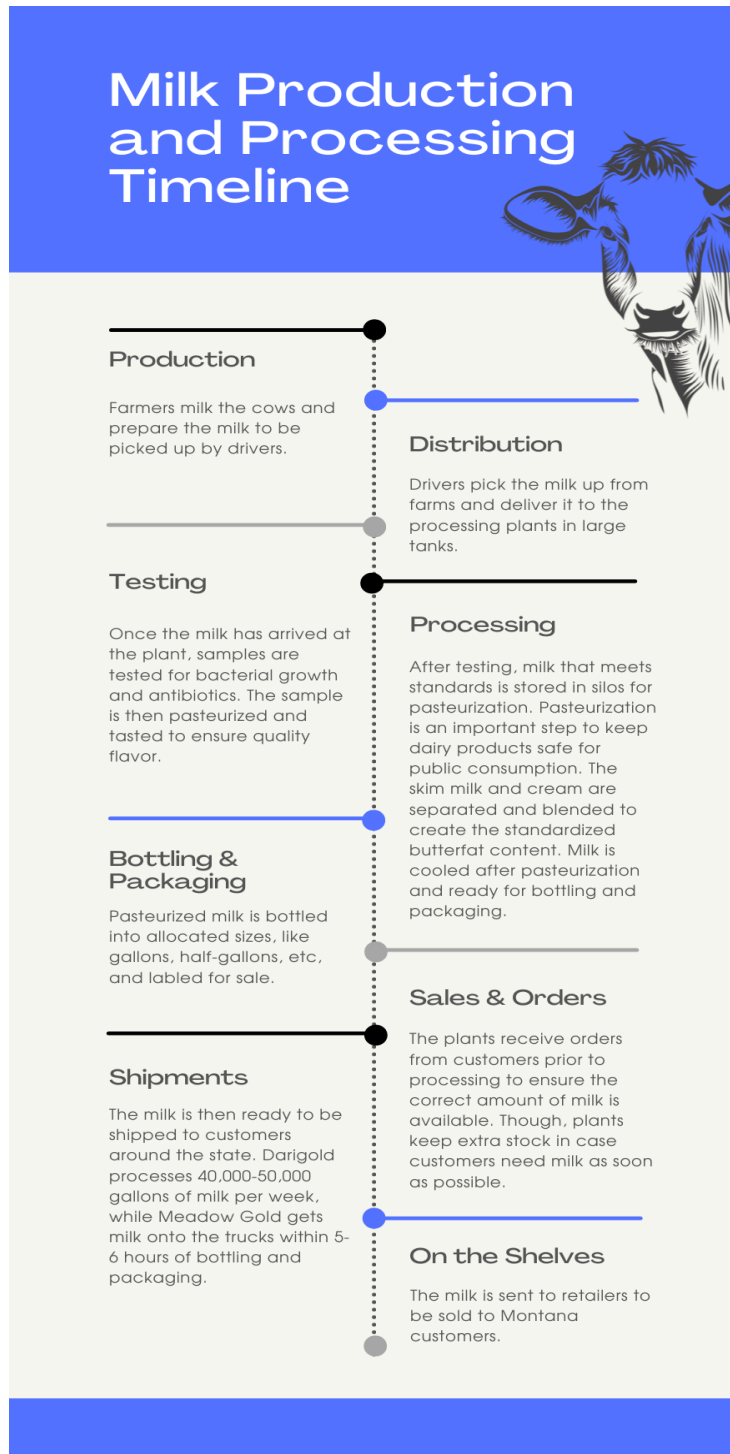 Milk Production
and Processing
Timeline
Production
Farmers milk the cows and
prepare the milk to be
picked up by drivers.
Distribution
Drivers pick the milk up from
farms and deliver it to the
processing plants in large
tanks.
Testing
Once the milk has arrived at
the plant, samples are
tested for bacterial growth
and antibiotics. The sample
is then pasteurized and
tasted to ensure quality
flavor.
Processing
After testing, milk that meets
standards is stored in silos for
pasteurization. Pasteurization
is an important step to keep
dairy products safe for
public consumption. The
skim milk and cream are
separated and blended to
create the standardized
butterfat content. Milk is
cooled after pasteurization
and ready for bottling and
packaging.
Bottling &
Packaging
Pasteurized milk is bottled
into allocated sizes, like
gallons, half-gallons, etc,
and labled for sale.
Sales & Orders
The plants receive orders
from customers prior to
processing to ensure the
correct amount of milk is
available. Though, plants
keep extra stock in case
customers need milk as soon
as possible.
Shipments
The milk is then ready to be
shipped to customers
around the state. Darigold
processes 40,000-50,000
gallons of milk per week,
while Meadow Gold gets
milk onto the trucks within 5-
6 hours of bottling and
packaging.
On the Shelves
The milk is sent to retailers to
be sold to Montana
customers.